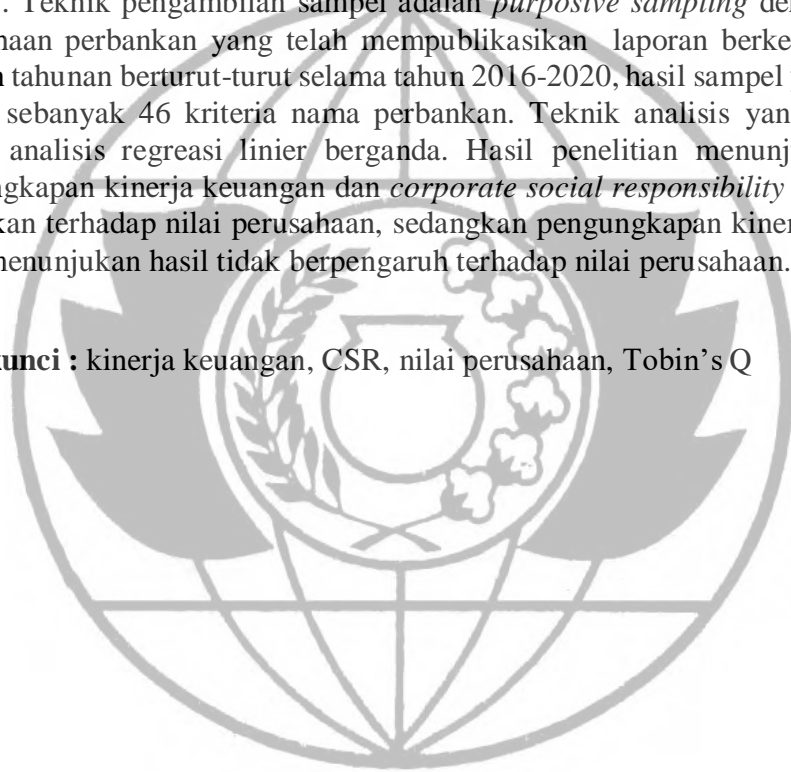 . Teknik pengambilan sampel adalah purposive sampling de
naan perbankan yang telah mempublikasikan laporan berke
n tahunan berturut-turut selama tahun 2016-2020, hasil sampel
sebanyak 46 kriteria nama perbankan. Teknik analisis yan
analisis regresi linier berganda. Hasil penelitian menunj
ngkapan kinerja keuangan dan corporate social responsibility
kan terhadap nilai perusahaan, sedangkan pengungkapan kiner
menunjukan hasil tidak berpengaruh terhadap nilai perusahaan.
unci : kinerja keuangan, CSR, nilai perusahaan, Tobin's Q